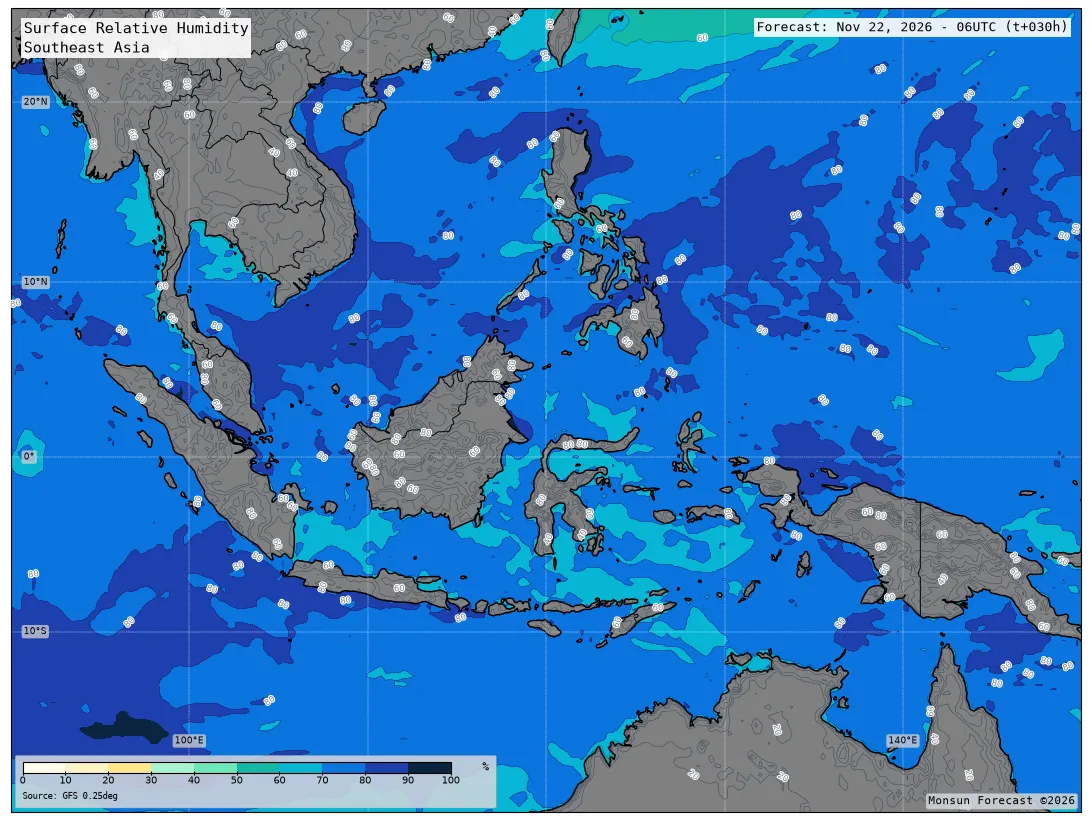 Surface Relative Humidity
Southeast Asia
Forecast: Nov 22, 2026 - 06UTC (t+030h)
20°N
10°N
0°
10°S
100°E
140°E
0 10 20 30 40 50 60 70 80 90 100
%
Source: GFS 0.25deg
Monsun Forecast ©2026